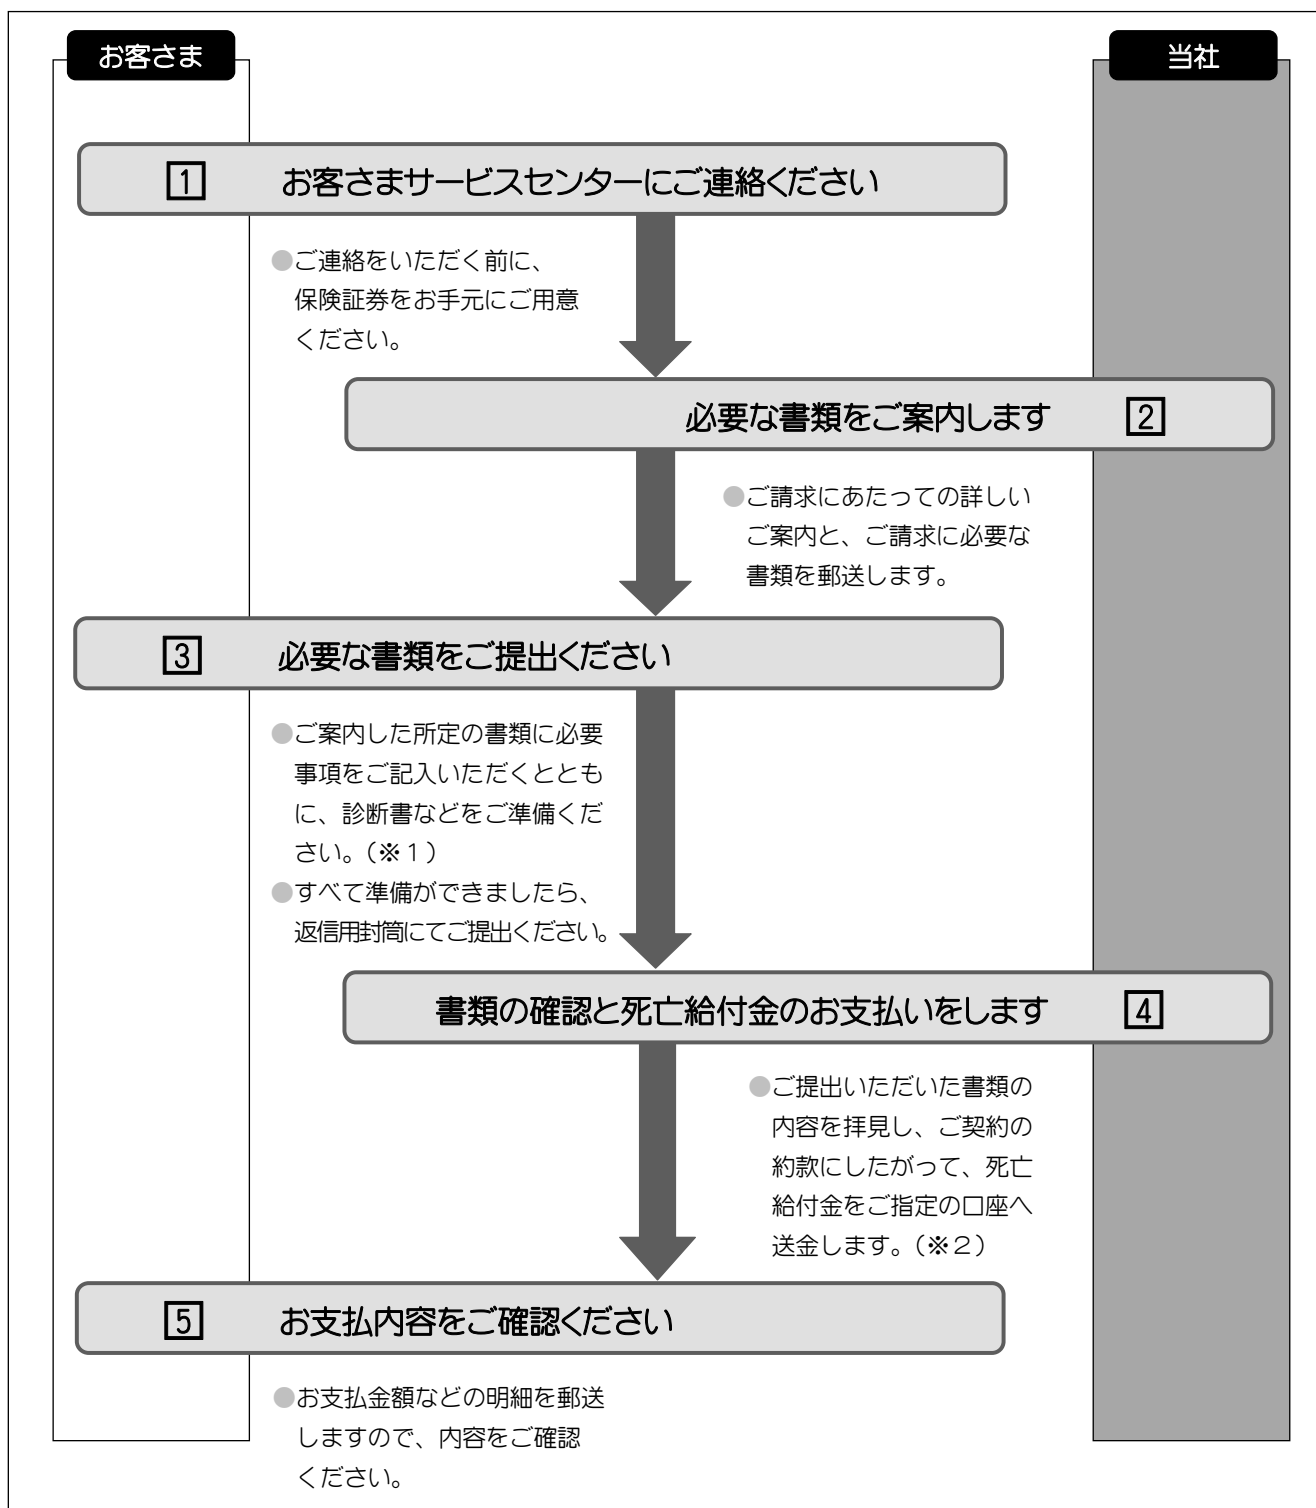 お客さま
当社
1 お客さまサービスセンターにご連絡ください
●ご連絡をいただく前に、
保険証券をお手元にご用意
ください。
必要な書類をご案内します 2
●ご請求にあたっての詳しい
ご案内と、ご請求に必要な
書類を郵送します。
3 必要な書類をご提出ください
●ご案内した所定の書類に必要
事項をご記入いただくととも
に、診断書などをご準備くだ
さい。(※1)
●すべて準備ができましたら、
返信用封筒にてご提出ください。
書類の確認と死亡給付金のお支払いをします 4
●ご提出いただいた書類の
内容を拝見し、ご契約の
約款にしたがって、死亡
給付金をご指定の口座へ
送金します。(※2)
5 お支払内容をご確認ください
●お支払金額などの明細を郵送
しますので、内容をご確認
ください。